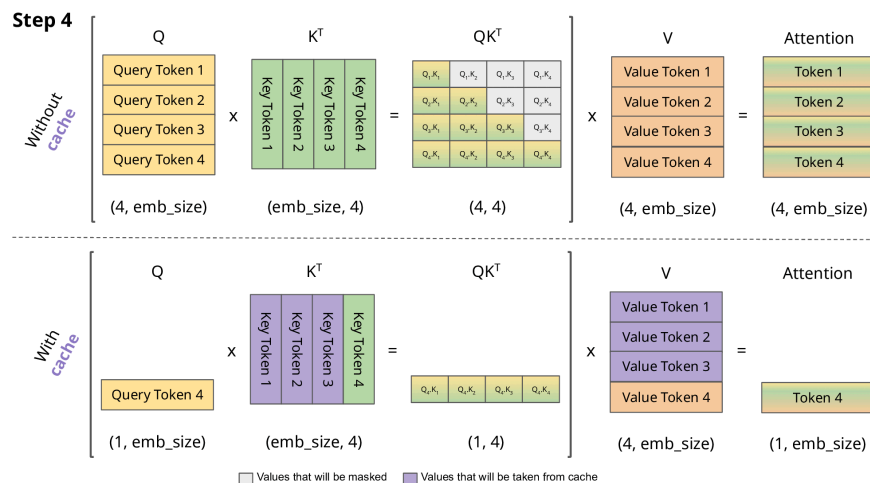 Step 4
Without
cache
Q
K^T
QK^T
V
Attention
Query Token 1
Query Token 2
Query Token 3
Query Token 4
x
Key Token 1
Key Token 2
Key Token 3
Key Token 4
=
Q₁.K₁ Q₁.K₂ Q₁.K₃ Q₁.K₄
Q₂.K₁ Q₂.K₂ Q₂.K₃ Q₂.K₄
Q₃.K₁ Q₃.K₂ Q₃.K₃ Q₃.K₄
Q₄.K₁ Q₄.K₂ Q₄.K₃ Q₄.K₄
x
Value Token 1
Value Token 2
Value Token 3
Value Token 4
=
Token 1
Token 2
Token 3
Token 4
(4, emb_size)
(emb_size, 4)
(4, 4)
(4, emb_size)
(4, emb_size)
With
cache
Q
K^T
QK^T
V
Attention
Query Token 4
x
Key Token 1
Key Token 2
Key Token 3
Key Token 4
=
Q₄.K₁ Q₄.K₂ Q₄.K₃ Q₄.K₄
x
Value Token 1
Value Token 2
Value Token 3
Value Token 4
=
Token 4
(1, emb_size)
(emb_size, 4)
(1, 4)
(4, emb_size)
(1, emb_size)
Values that will be masked
Values that will be taken from cache